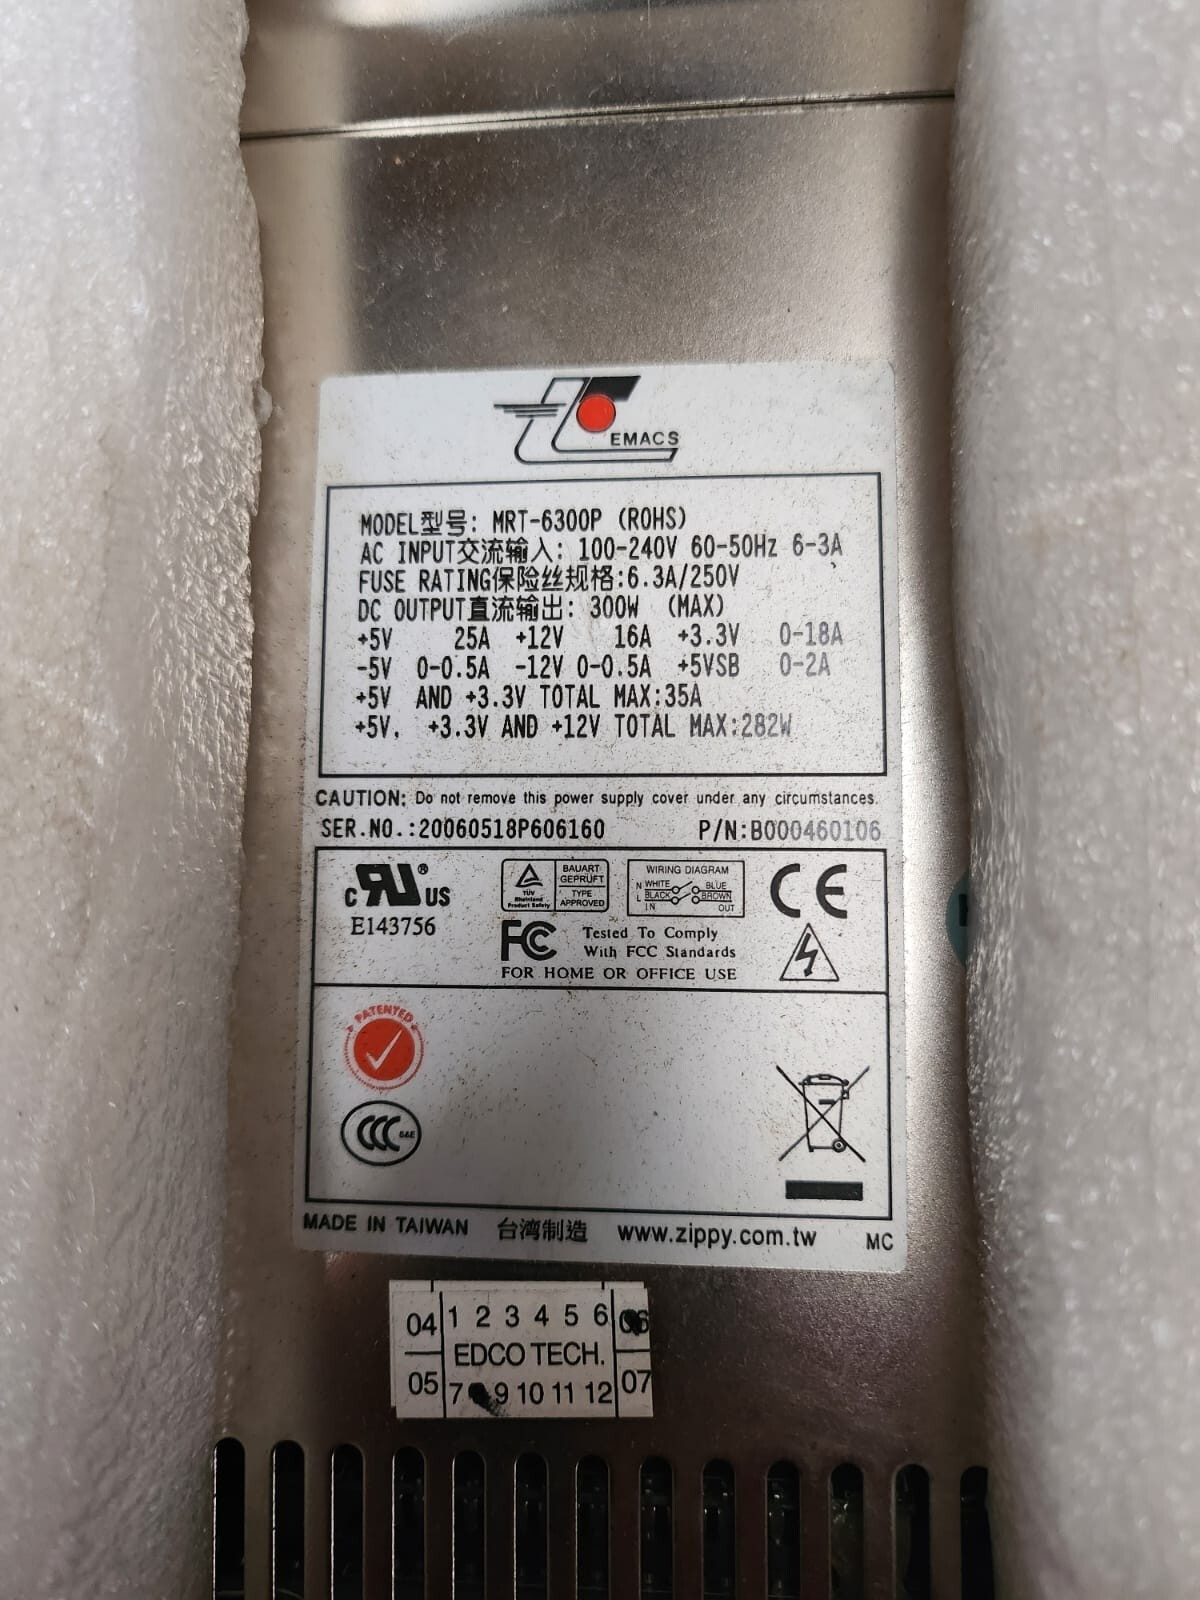 EMACS
MODEL型号: MRT-6300P (ROHS)
AC INPUT交流输入: 100-240V 60-50Hz 6-3A
FUSE RATING保险丝规格:6.3A/250V
DC OUTPUT直流输出: 300W (MAX)
+5V 25A +12V 16A +3.3V 0-18A
-5V 0-0.5A -12V 0-0.5A +5VSB 0-2A
+5V AND +3.3V TOTAL MAX:35A
+5V, +3.3V AND +12V TOTAL MAX:282W
CAUTION: Do not remove this power supply cover under any circumstances.
SER.NO.:20060518P606160 P/N:B000460106
C RU ® US
E143756
TÜV
Rheinland
Product Safety
BAUART
GEPRÜFT
TYPE
APPROVED
WIRING DIAGRAM
N WHITE BLUE
L BLACK BROWN
IN OUT
CE
FC Tested To Comply
With FCC Standards
FOR HOME OR OFFICE USE
PATENTED
CCC S&E
MADE IN TAIWAN 台湾制造 www.zippy.com.tw MC
04 1 2 3 4 5 6 06
EDCO TECH.
05 7 9 10 11 12 07